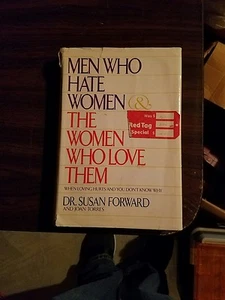 MEN WHO
HATE
WOMEN &
THE
WOMEN
WHO LOVE
THEM
WHEN LOVING HURTS AND YOU DON'T KNOW WHY
DR. SUSAN FORWARD
AND JOAN TORRES
Red Tag
Special